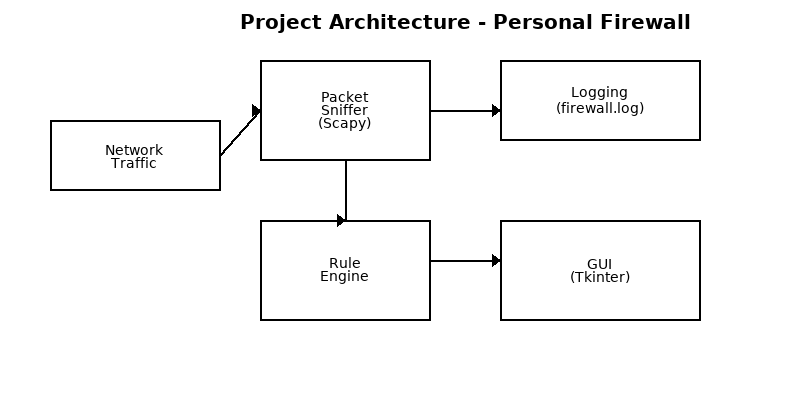 Project Architecture - Personal Firewall
Packet
Sniffer
(Scapy)
Logging
(firewall.log)
Network
Traffic
Rule
Engine
GUI
(Tkinter)